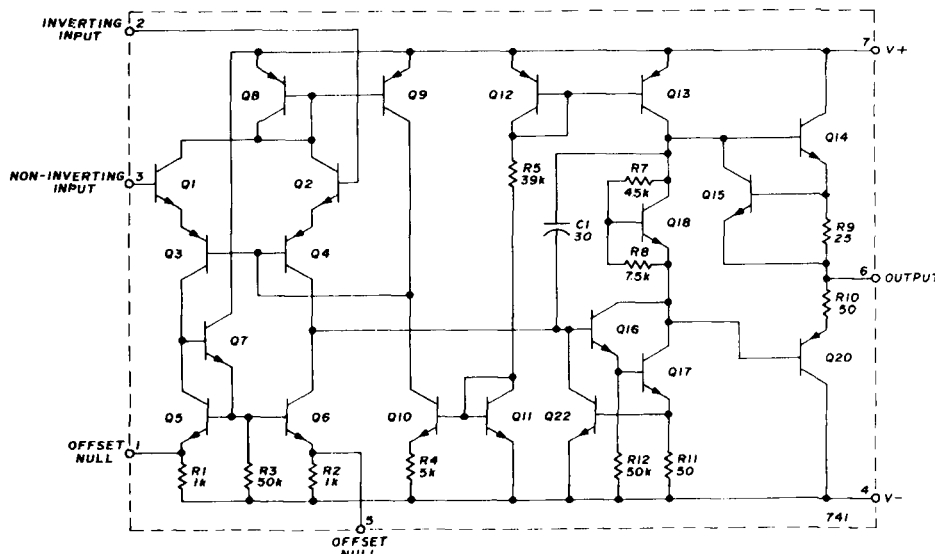 INVERTING
INPUT
2
7
V+
Q8
Q9
Q12
Q13
Q14
NON-INVERTING
INPUT
3
Q1
Q2
R5
39k
R7
45k
Q15
C1
30
Q18
R9
25
Q3
Q4
R8
7.5k
6
OUTPUT
R10
50
Q7
Q16
Q17
Q20
Q5
Q6
Q10
Q11
Q22
OFFSET
NULL
1
R1
1k
R3
50k
R2
1k
R4
5k
R12
50k
R11
50
4
V-
741
5
OFFSET
NULL